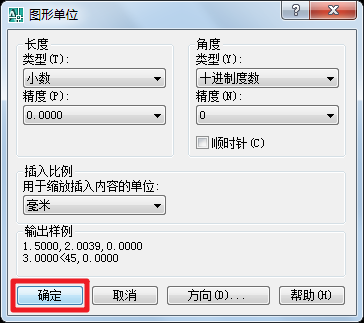 图形单位
长度
类型(T):
小数
精度(P):
0.0000
角度
类型(Y):
十进制度数
精度(N):
0
顺时针(C)
插入比例
用于缩放插入内容的单位:
毫米
输出样例
1.5000,2.0039,0.0000
3.0000<45,0.0000
确定 取消 方向(D)... 帮助(H)